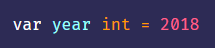 var year int = 2018